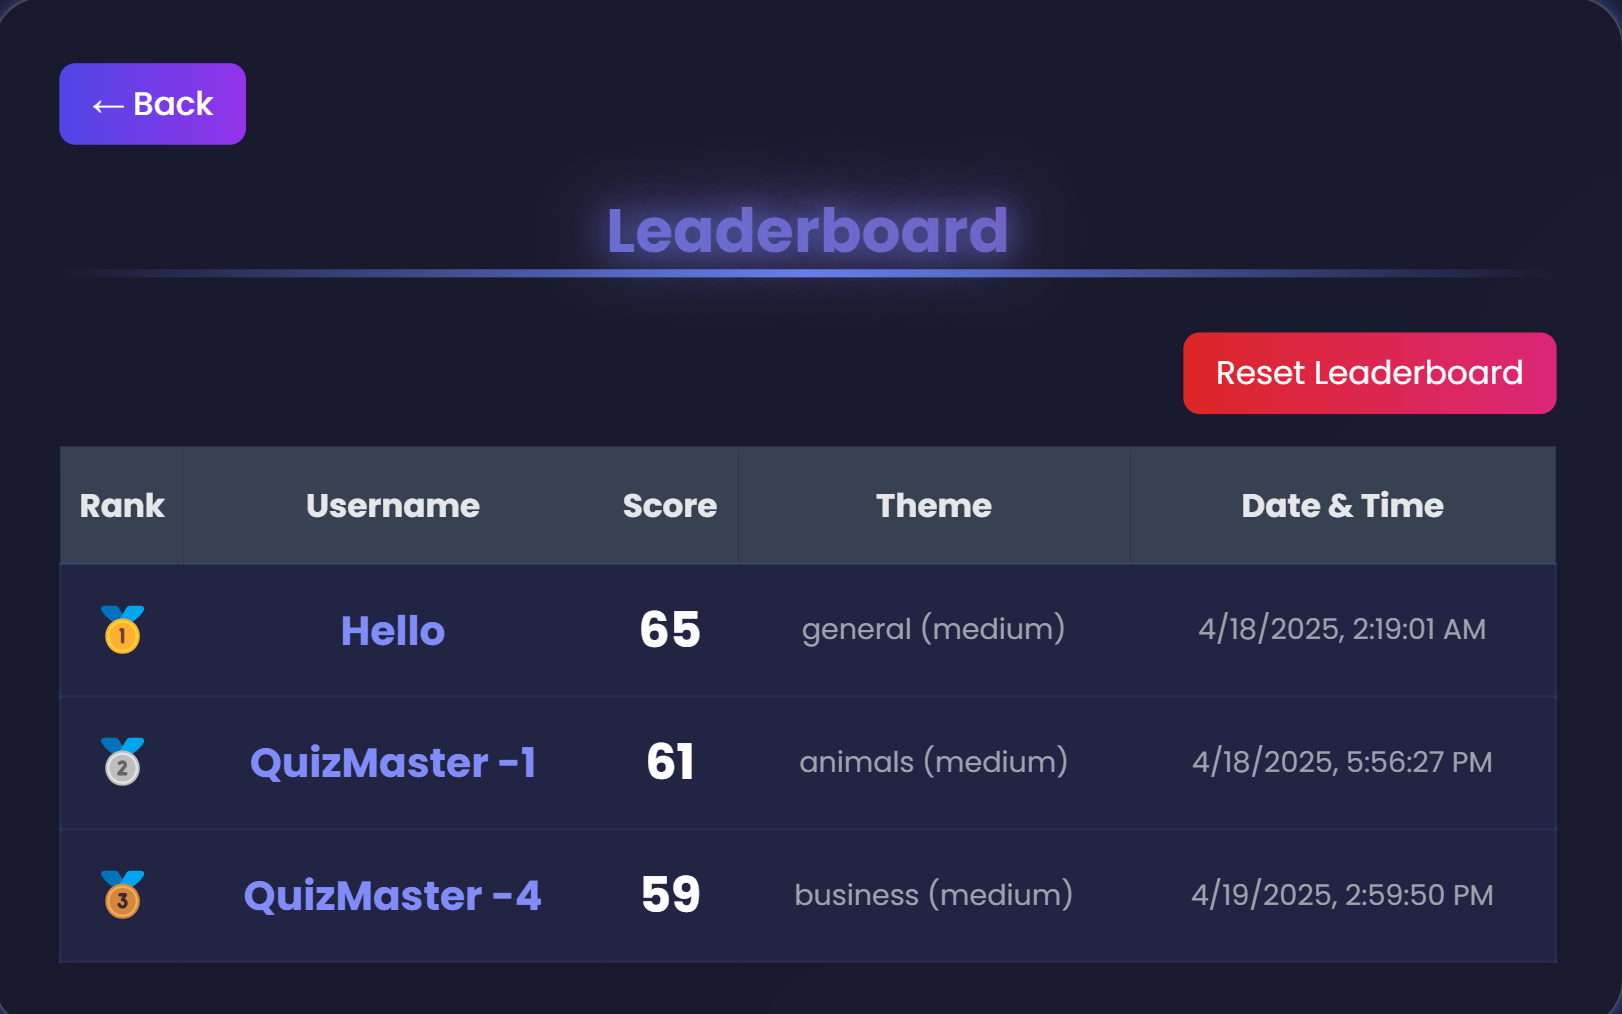 ← Back
Leaderboard
Reset Leaderboard
Rank Username Score Theme Date & Time
1 Hello 65 general (medium) 4/18/2025, 2:19:01 AM
2 QuizMaster -1 61 animals (medium) 4/18/2025, 5:56:27 PM
3 QuizMaster -4 59 business (medium) 4/19/2025, 2:59:50 PM